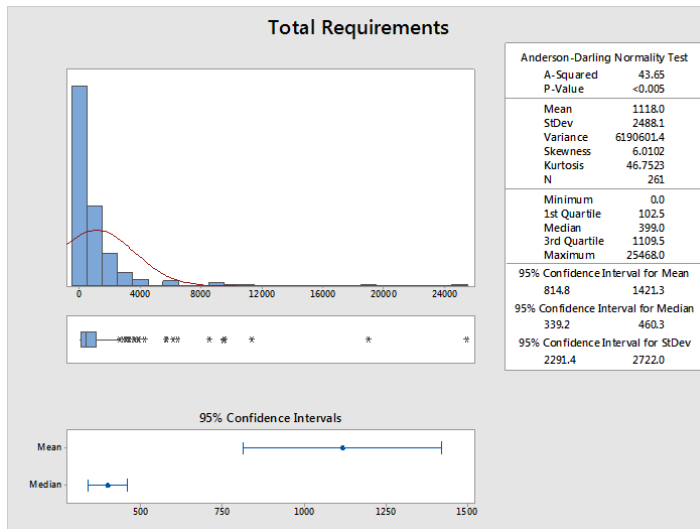 Total Requirements
0 4000 8000 12000 16000 20000 24000
95% Confidence Intervals
Mean
Median
500 750 1000 1250 1500
Anderson-Darling Normality Test
A-Squared 43.65
P-Value <0.005
Mean 1118.0
StDev 2488.1
Variance 6190601.4
Skewness 6.0102
Kurtosis 46.7523
N 261
Minimum 0.0
1st Quartile 102.5
Median 399.0
3rd Quartile 1109.5
Maximum 25468.0
95% Confidence Interval for Mean
814.8 1421.3
95% Confidence Interval for Median
339.2 460.3
95% Confidence Interval for StDev
2291.4 2722.0